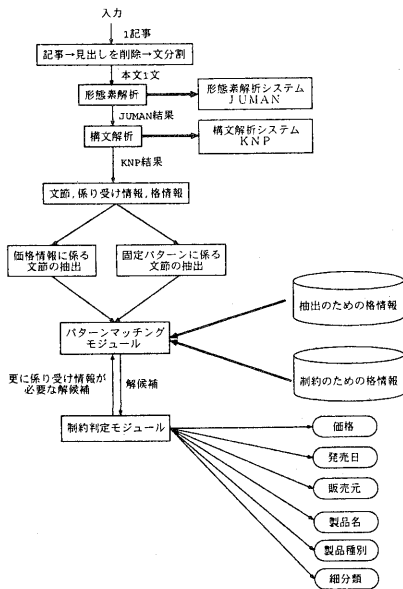 入力
1記事
記事→見出しを削除→文分割
本文1文
形態素解析
形態素解析システム
JUMAN
JUMAN結果
構文解析
構文解析システム
KNP
KNP結果
文節,係り受け情報,格情報
価格情報に係る
文節の抽出
固定パターンに係る
文節の抽出
抽出のための格情報
パターンマッチング
モジュール
制約のための格情報
更に係り受け情報が
必要な解候補
解候補
制約判定モジュール
価格
発売日
販売元
製品名
製品種別
細分類